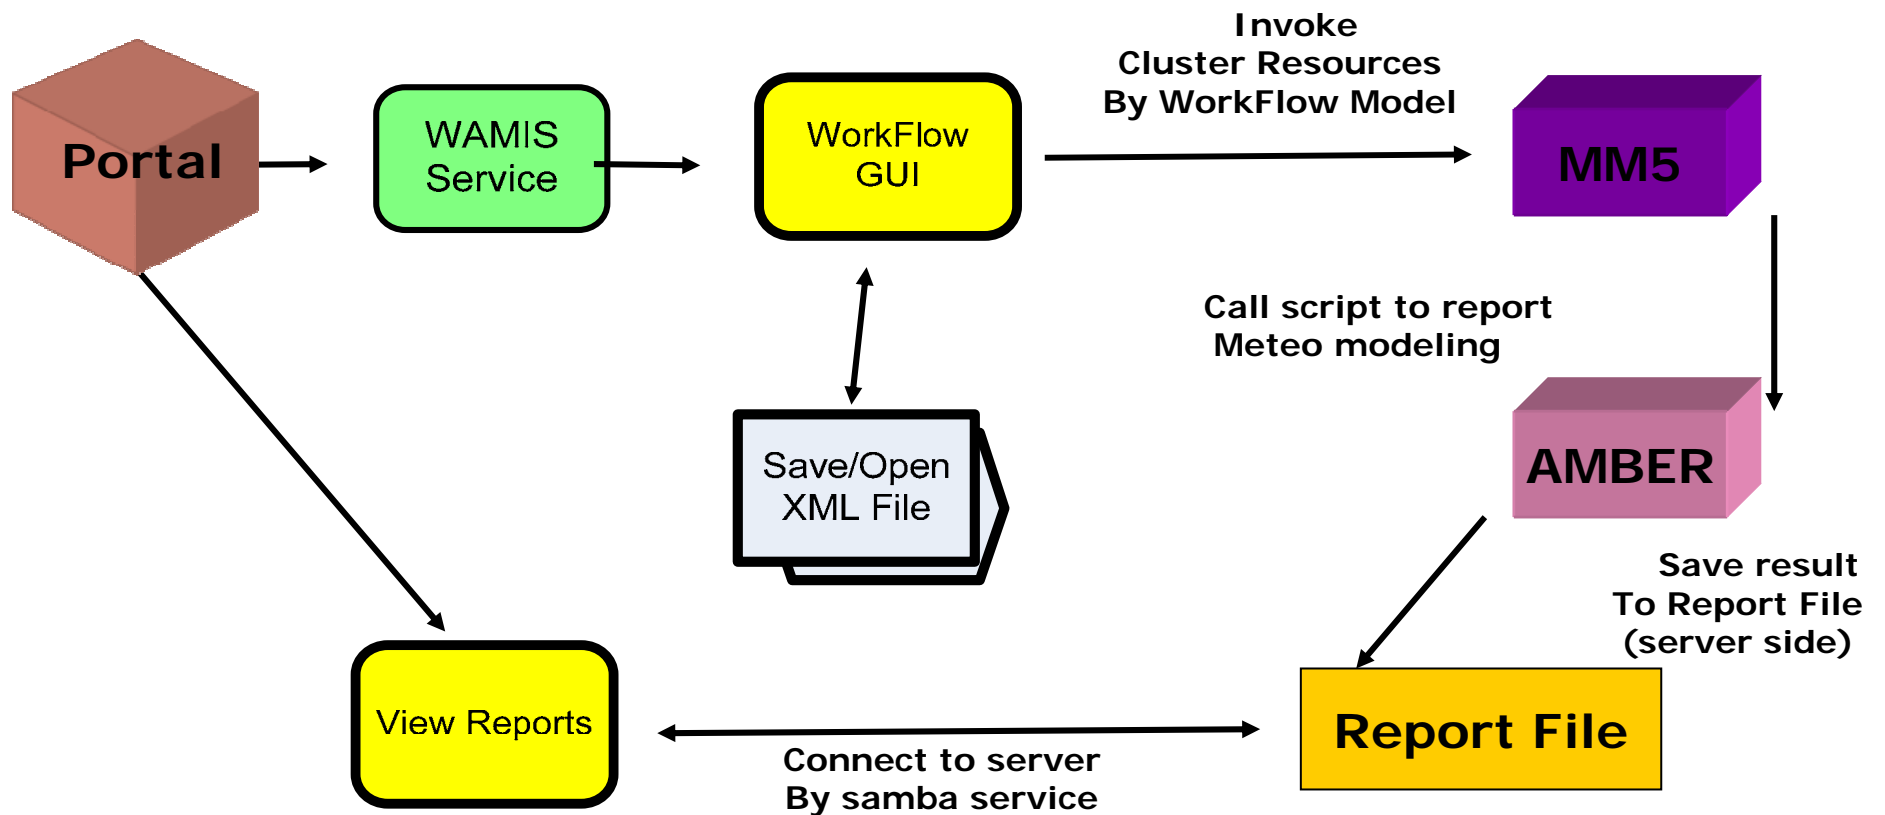 Invoke
Cluster Resources
By WorkFlow Model
Portal
WAMIS
Service
WorkFlow
GUI
MM5
Call script to report
Meteo modeling
Save/Open
XML File
AMBER
Save result
To Report File
(server side)
View Reports
Connect to server
By samba service
Report File